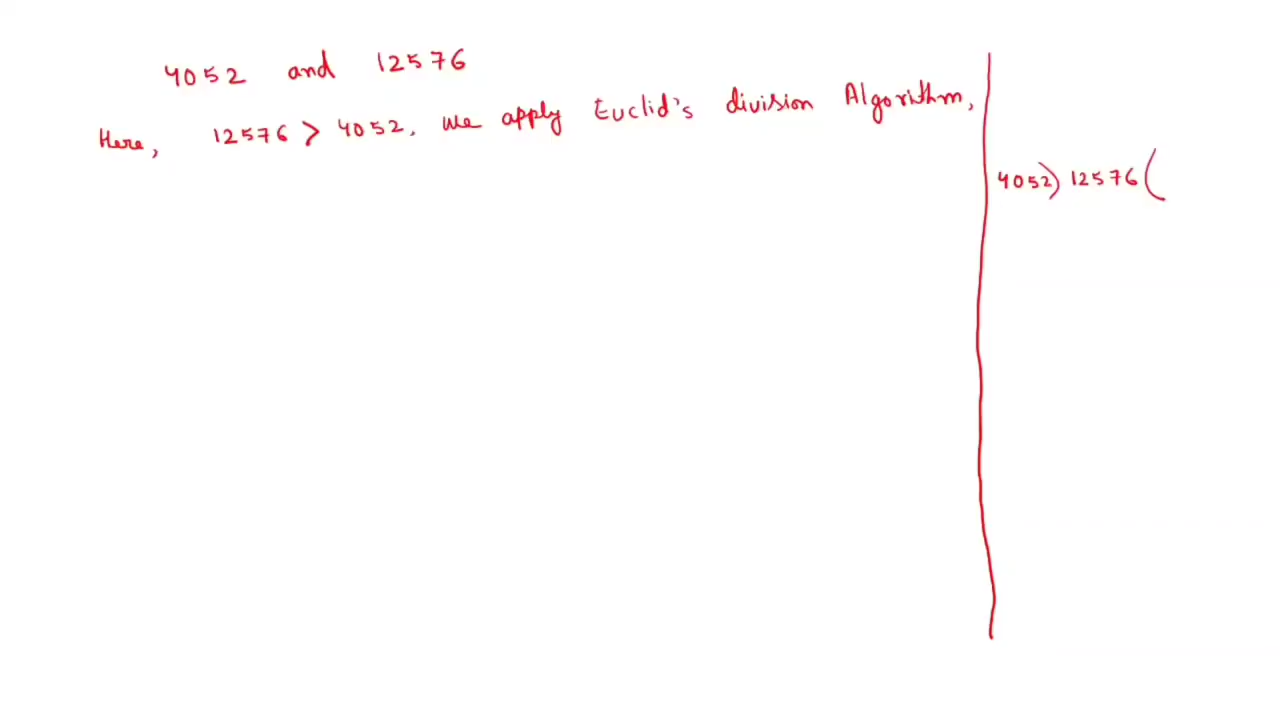 4052 and 12576
Here, 12576 > 4052, We apply Euclid's division Algorithm,
4052) 12576 (